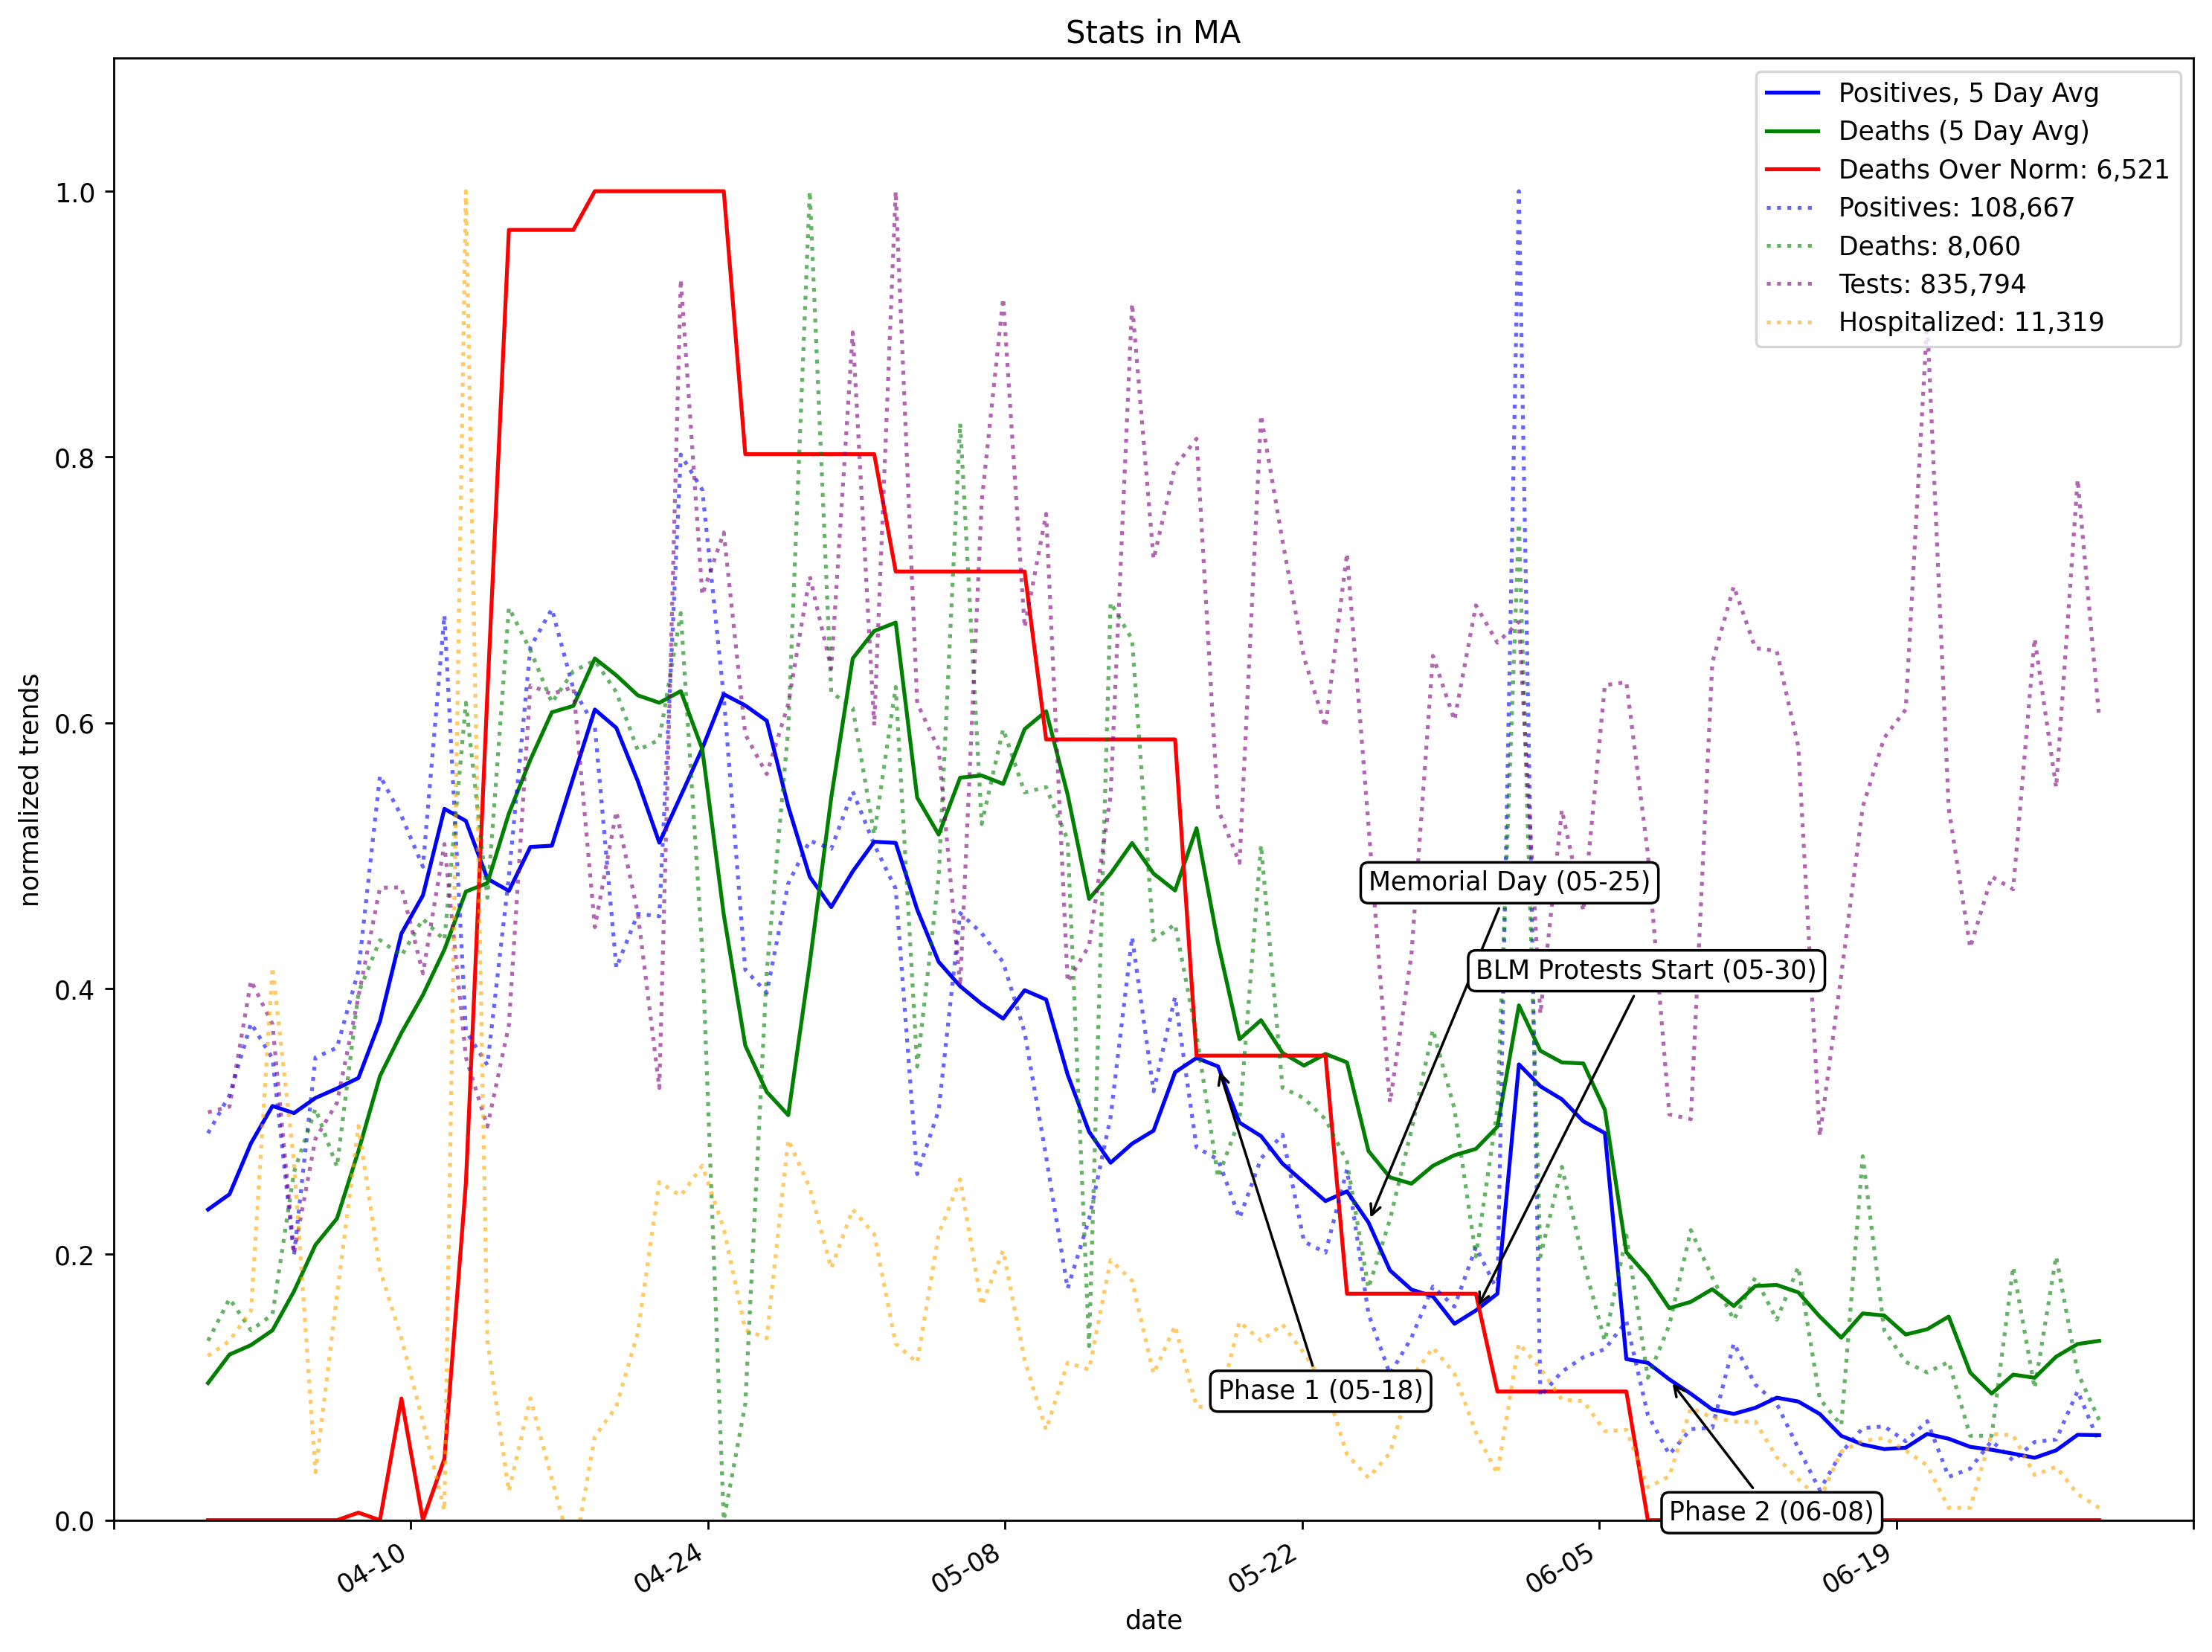 Stats in MA
Positives, 5 Day Avg
Deaths (5 Day Avg)
Deaths Over Norm: 6,521
Positives: 108,667
Deaths: 8,060
Tests: 835,794
Hospitalized: 11,319
normalized trends
1.0
0.8
0.6
0.4
0.2
0.0
Memorial Day (05-25)
BLM Protests Start (05-30)
Phase 1 (05-18)
Phase 2 (06-08)
04-10
04-24
05-08
05-22
06-05
06-19
date